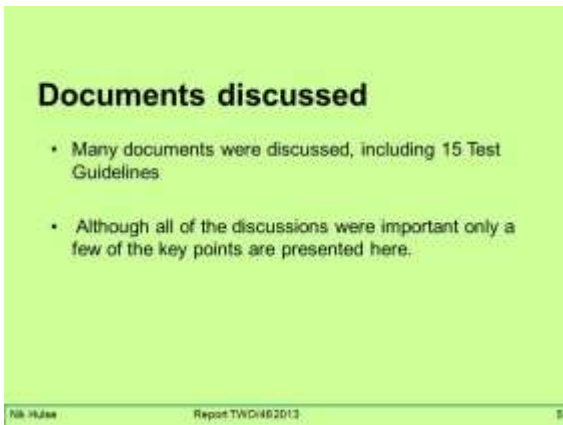 Documents discussed
• Many documents were discussed, including 15 Test
Guidelines
• Although all of the discussions were important only a
few of the key points are presented here.
Nik Hulse Report TWO/46 2013